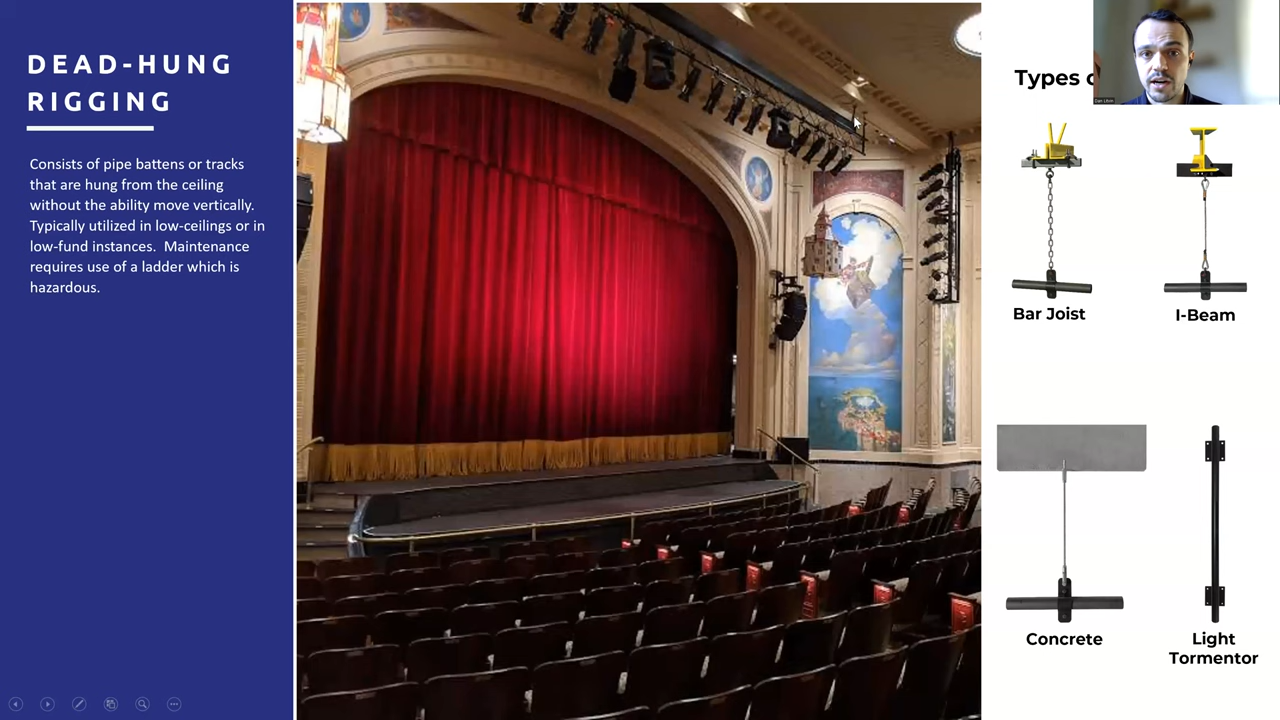 DEAD-HUNG
RIGGING
Consists of pipe battens or tracks
that are hung from the ceiling
without the ability move vertically.
Typically utilized in low-ceilings or in
low-fund instances.  Maintenance
requires use of a ladder which is
hazardous.
Types
Bar Joist
I-Beam
Concrete
Light
Tormentor